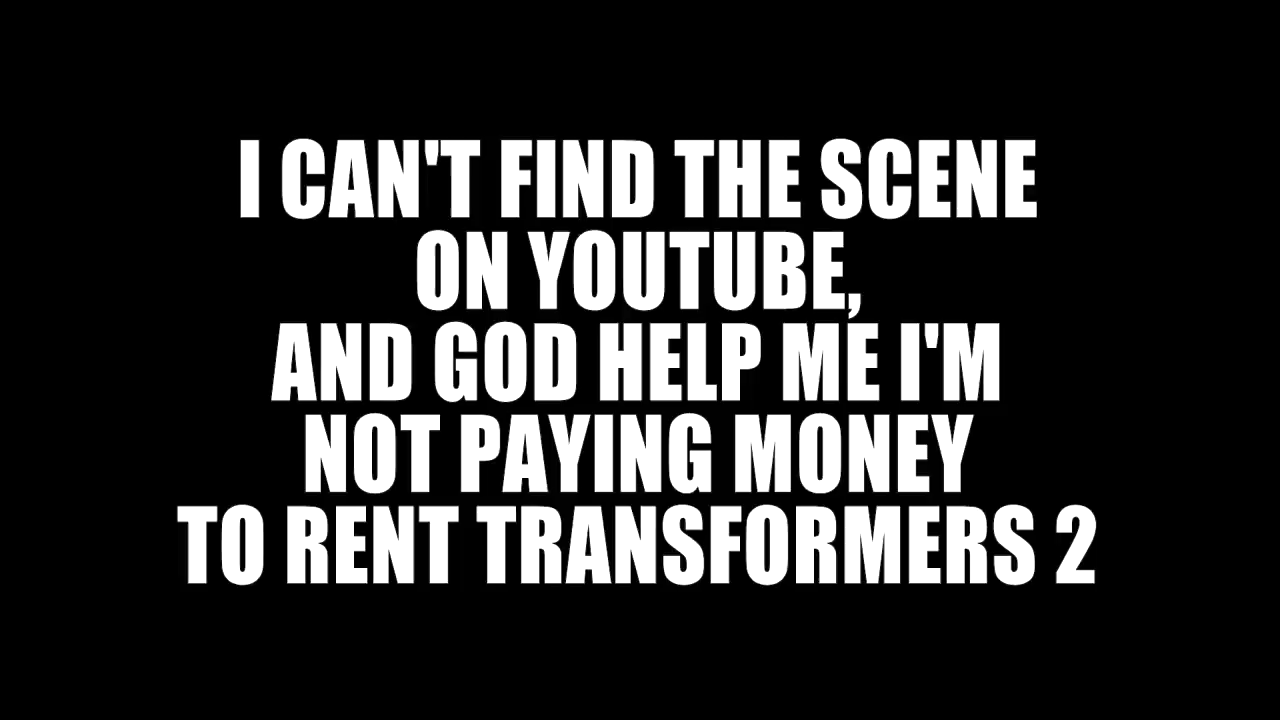 I CAN'T FIND THE SCENE
ON YOUTUBE,
AND GOD HELP ME I'M
NOT PAYING MONEY
TO RENT TRANSFORMERS 2